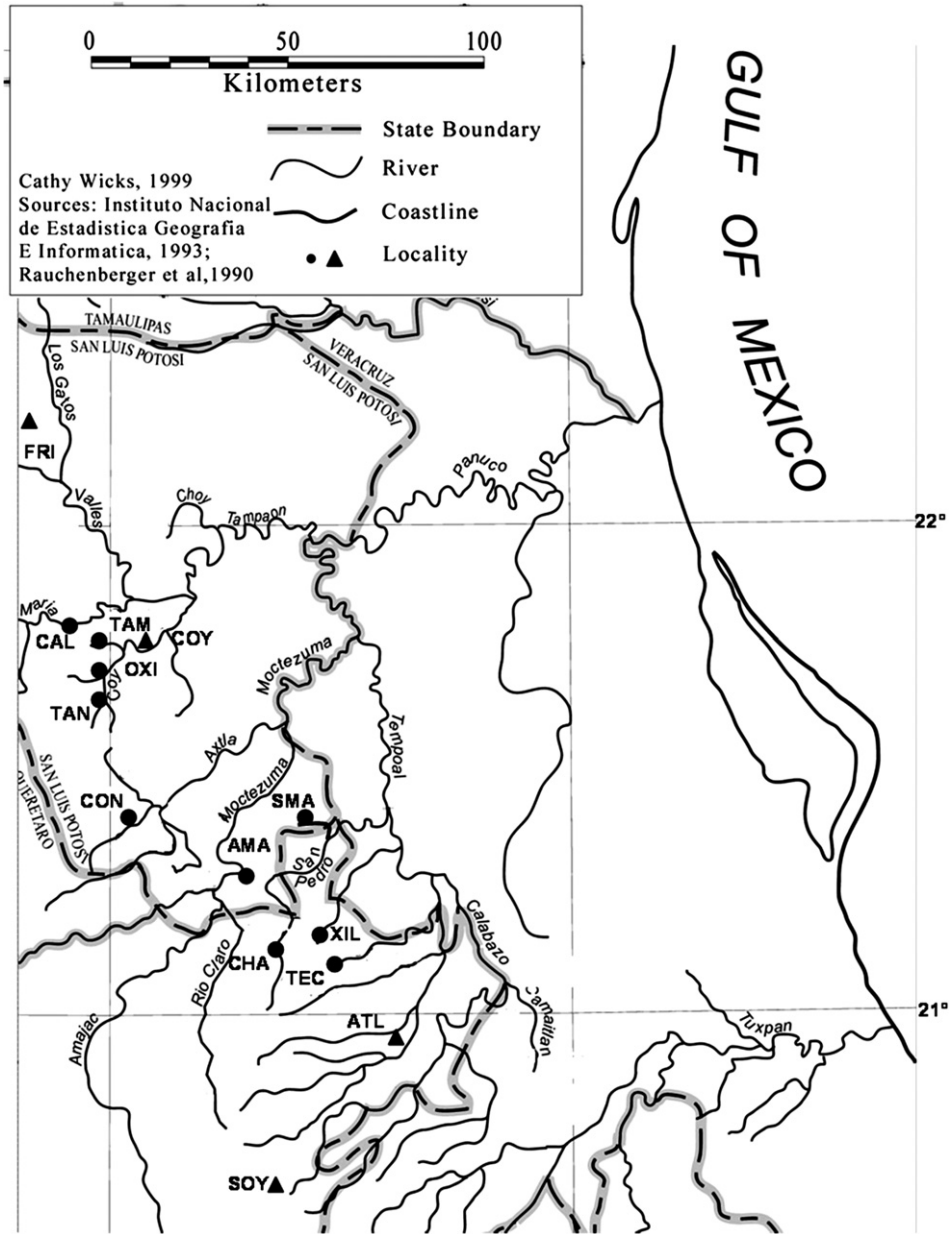 0 50 100
Kilometers
State Boundary
River
Coastline
Locality
Cathy Wicks, 1999
Sources: Instituto Nacional
de Estadistica Geografia
E Informatica, 1993;
Rauchenberger et al,1990
GULF OF MEXICO
TAMAULIPAS
SAN LUIS POTOSI
VERACRUZ
SAN LUIS POTOSI
Los Gatos
FRI
Valles
Choy
Tampaon
Panuco
22°
Maria
CAL
TAM
COY
OXI
Coy
TAN
Moctezuma
Axtla
Tempoal
SAN LUIS POTOSI
QUERETARO
CON
Moctezuma
SMA
AMA
San
Pedro
XIL
CHA
TEC
Rio Claro
Calabazo
Amajac
ATL
21°
Tuxpan
SOY